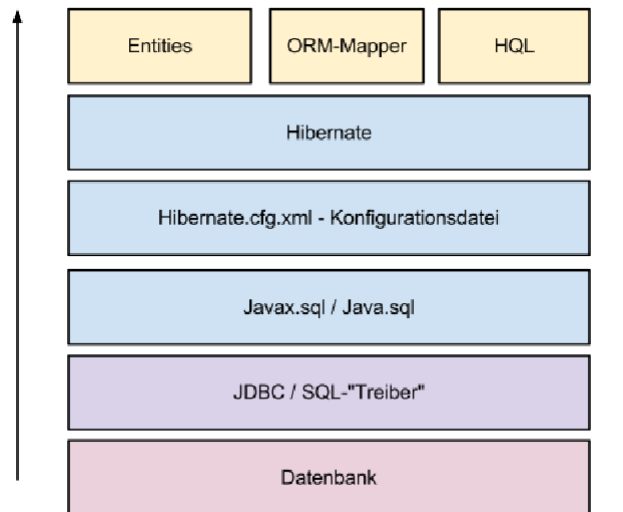 Entities
ORM-Mapper
HQL
Hibernate
Hibernate.cfg.xml - Konfigurationsdatei
Javax.sql / Java.sql
JDBC / SQL-"Treiber"
Datenbank